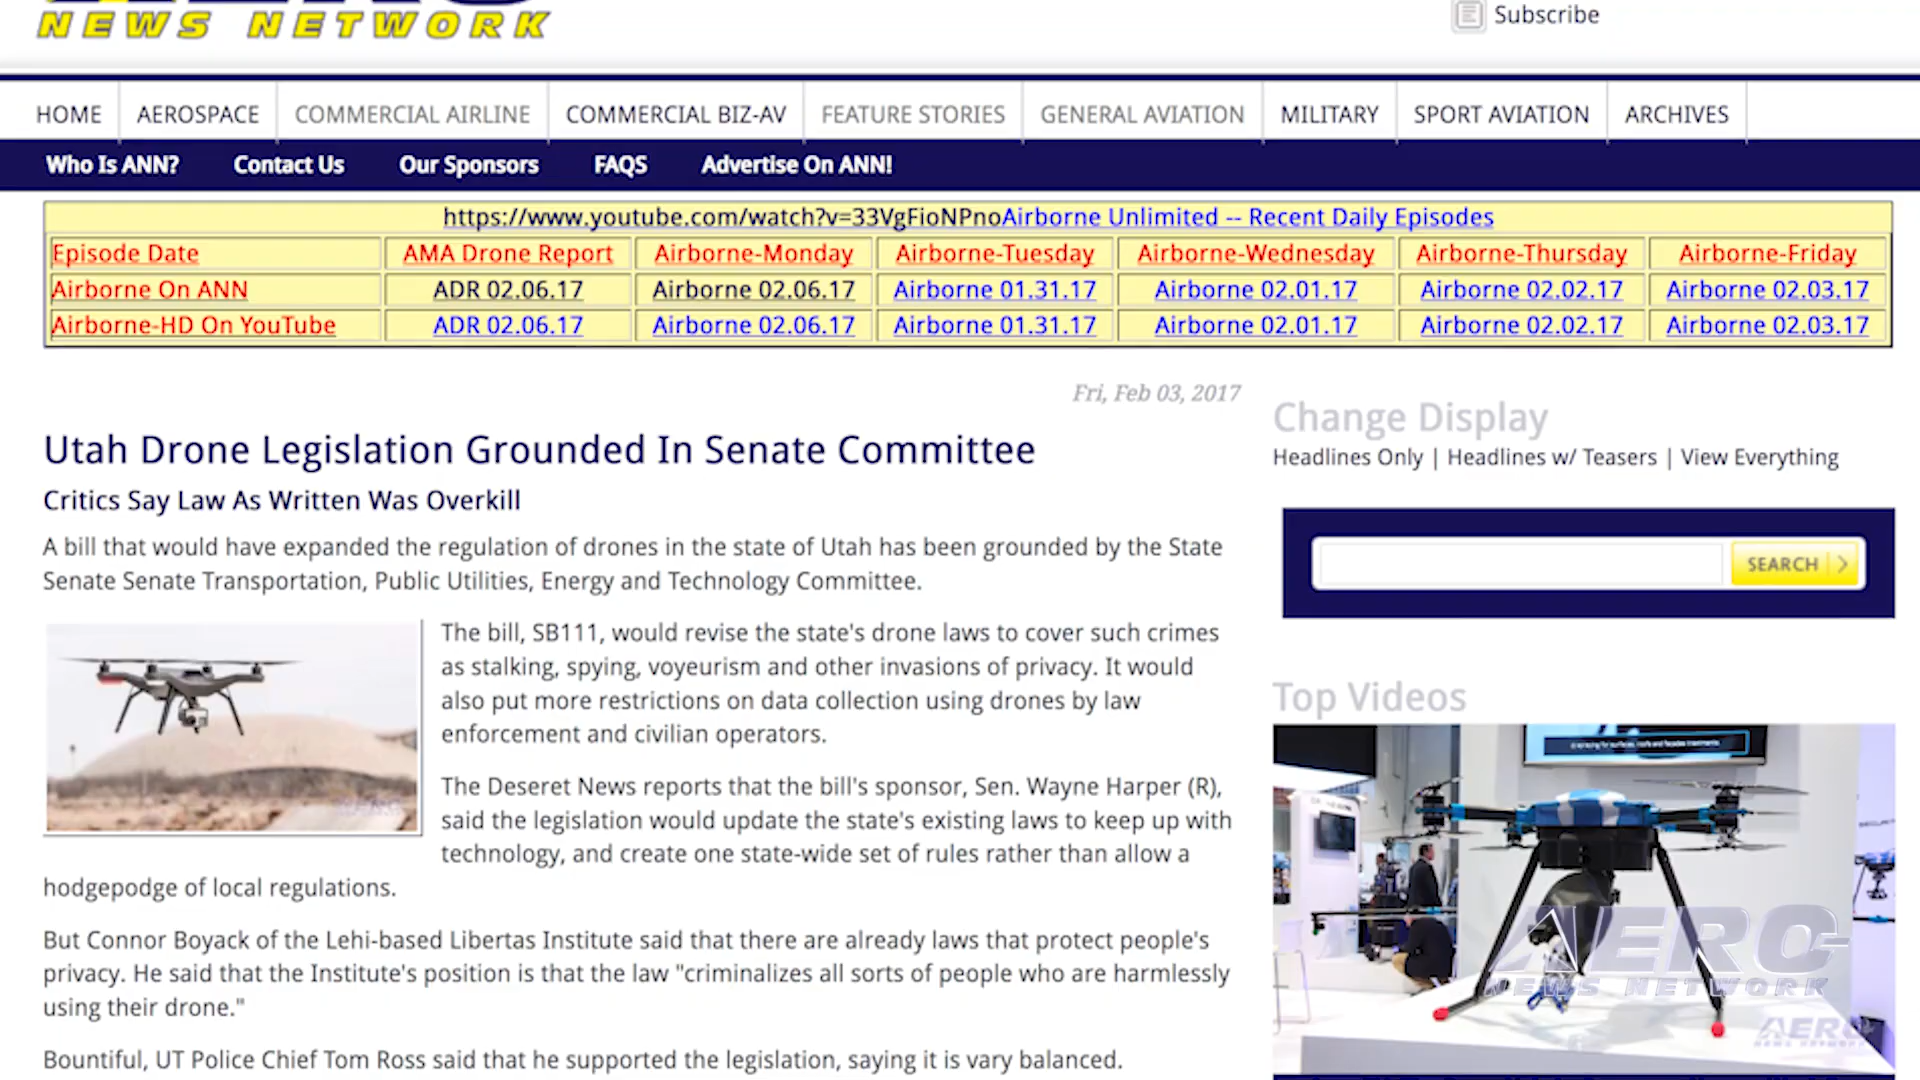 NEWS NETWORK
Subscribe
HOME AEROSPACE COMMERCIAL AIRLINE COMMERCIAL BIZ-AV FEATURE STORIES GENERAL AVIATION MILITARY SPORT AVIATION ARCHIVES
Who Is ANN? Contact Us Our Sponsors FAQS Advertise On ANN!
https://www.youtube.com/watch?v=33VgFioNPnoAirborne Unlimited -- Recent Daily Episodes
Episode Date AMA Drone Report Airborne-Monday Airborne-Tuesday Airborne-Wednesday Airborne-Thursday Airborne-Friday
Airborne On ANN ADR 02.06.17 Airborne 02.06.17 Airborne 01.31.17 Airborne 02.01.17 Airborne 02.02.17 Airborne 02.03.17
Airborne-HD On YouTube ADR 02.06.17 Airborne 02.06.17 Airborne 01.31.17 Airborne 02.01.17 Airborne 02.02.17 Airborne 02.03.17
Fri, Feb 03, 2017
Utah Drone Legislation Grounded In Senate Committee
Critics Say Law As Written Was Overkill
A bill that would have expanded the regulation of drones in the state of Utah has been grounded by the State
Senate Senate Transportation, Public Utilities, Energy and Technology Committee.
The bill, SB111, would revise the state's drone laws to cover such crimes
as stalking, spying, voyeurism and other invasions of privacy. It would
also put more restrictions on data collection using drones by law
enforcement and civilian operators.
The Deseret News reports that the bill's sponsor, Sen. Wayne Harper (R),
said the legislation would update the state's existing laws to keep up with
technology, and create one state-wide set of rules rather than allow a
hodgepodge of local regulations.
But Connor Boyack of the Lehi-based Libertas Institute said that there are already laws that protect people's
privacy. He said that the Institute's position is that the law "criminalizes all sorts of people who are harmlessly
using their drone."
Bountiful, UT Police Chief Tom Ross said that he supported the legislation, saying it is vary balanced.
Change Display
Headlines Only | Headlines w/ Teasers | View Everything
SEARCH
Top Videos
AERO
NEWS NETWORK
AERO